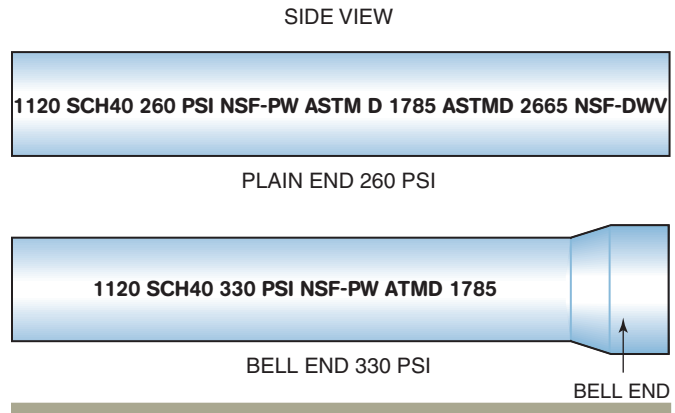 SIDE VIEW
1120 SCH40 260 PSI NSF-PW ASTM D 1785 ASTMD 2665 NSF-DWV
PLAIN END 260 PSI
1120 SCH40 330 PSI NSF-PW ATMD 1785
BELL END 330 PSI
BELL END